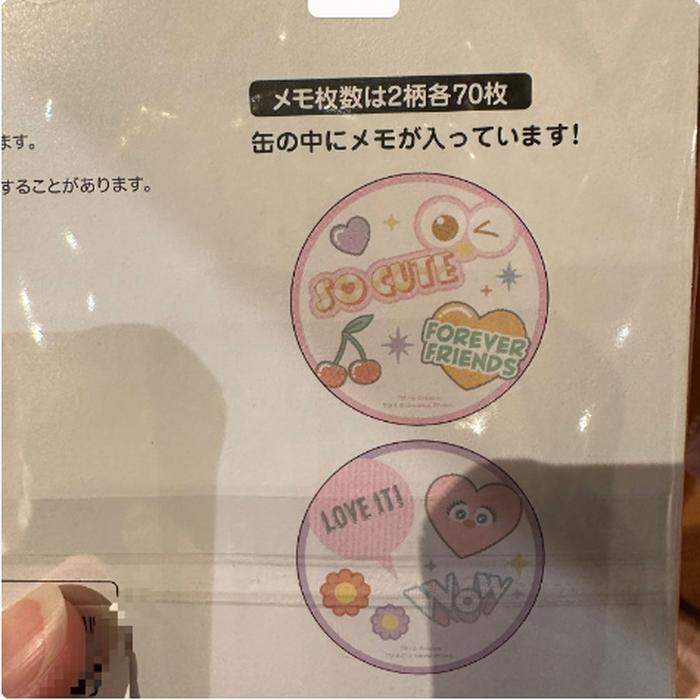 メモ枚数は2柄各70枚
缶の中にメモが入っています!
ます。
することがあります。
SO CUTE
FOREVER
FRIENDS
LOVE IT!
WOW